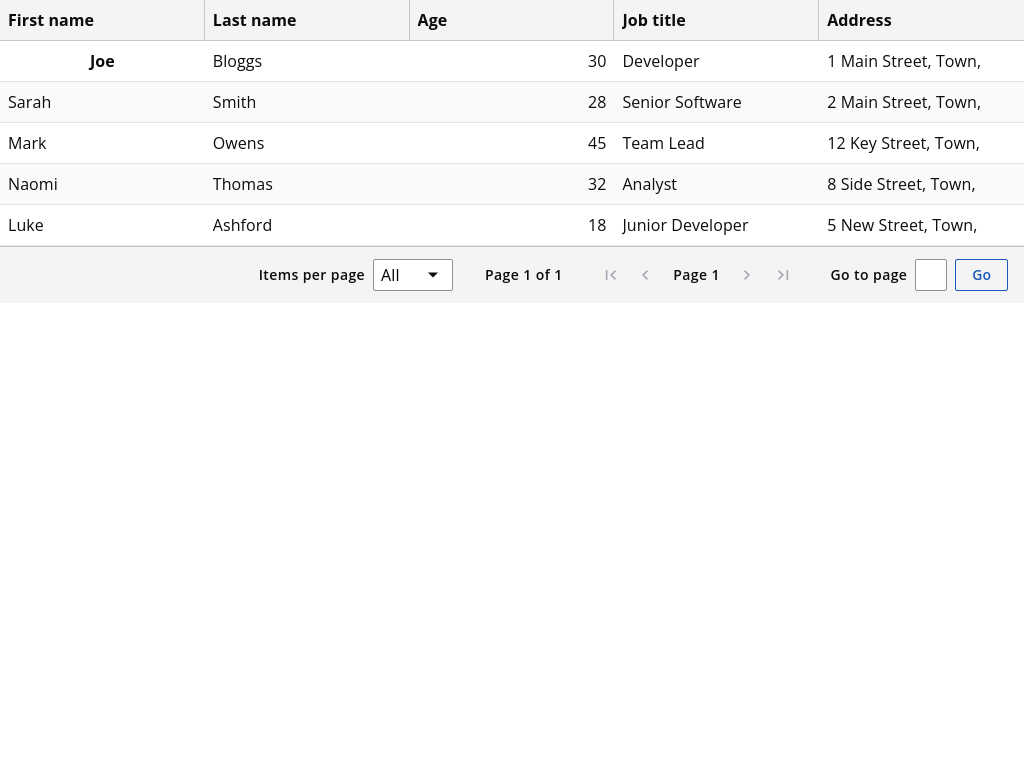 First name Last name Age Job title Address
Joe Bloggs 30 Developer 1 Main Street, Town,
Sarah Smith 28 Senior Software 2 Main Street, Town,
Mark Owens 45 Team Lead 12 Key Street, Town,
Naomi Thomas 32 Analyst 8 Side Street, Town,
Luke Ashford 18 Junior Developer 5 New Street, Town,
Items per page All Page 1 of 1 Page 1 Go to page Go